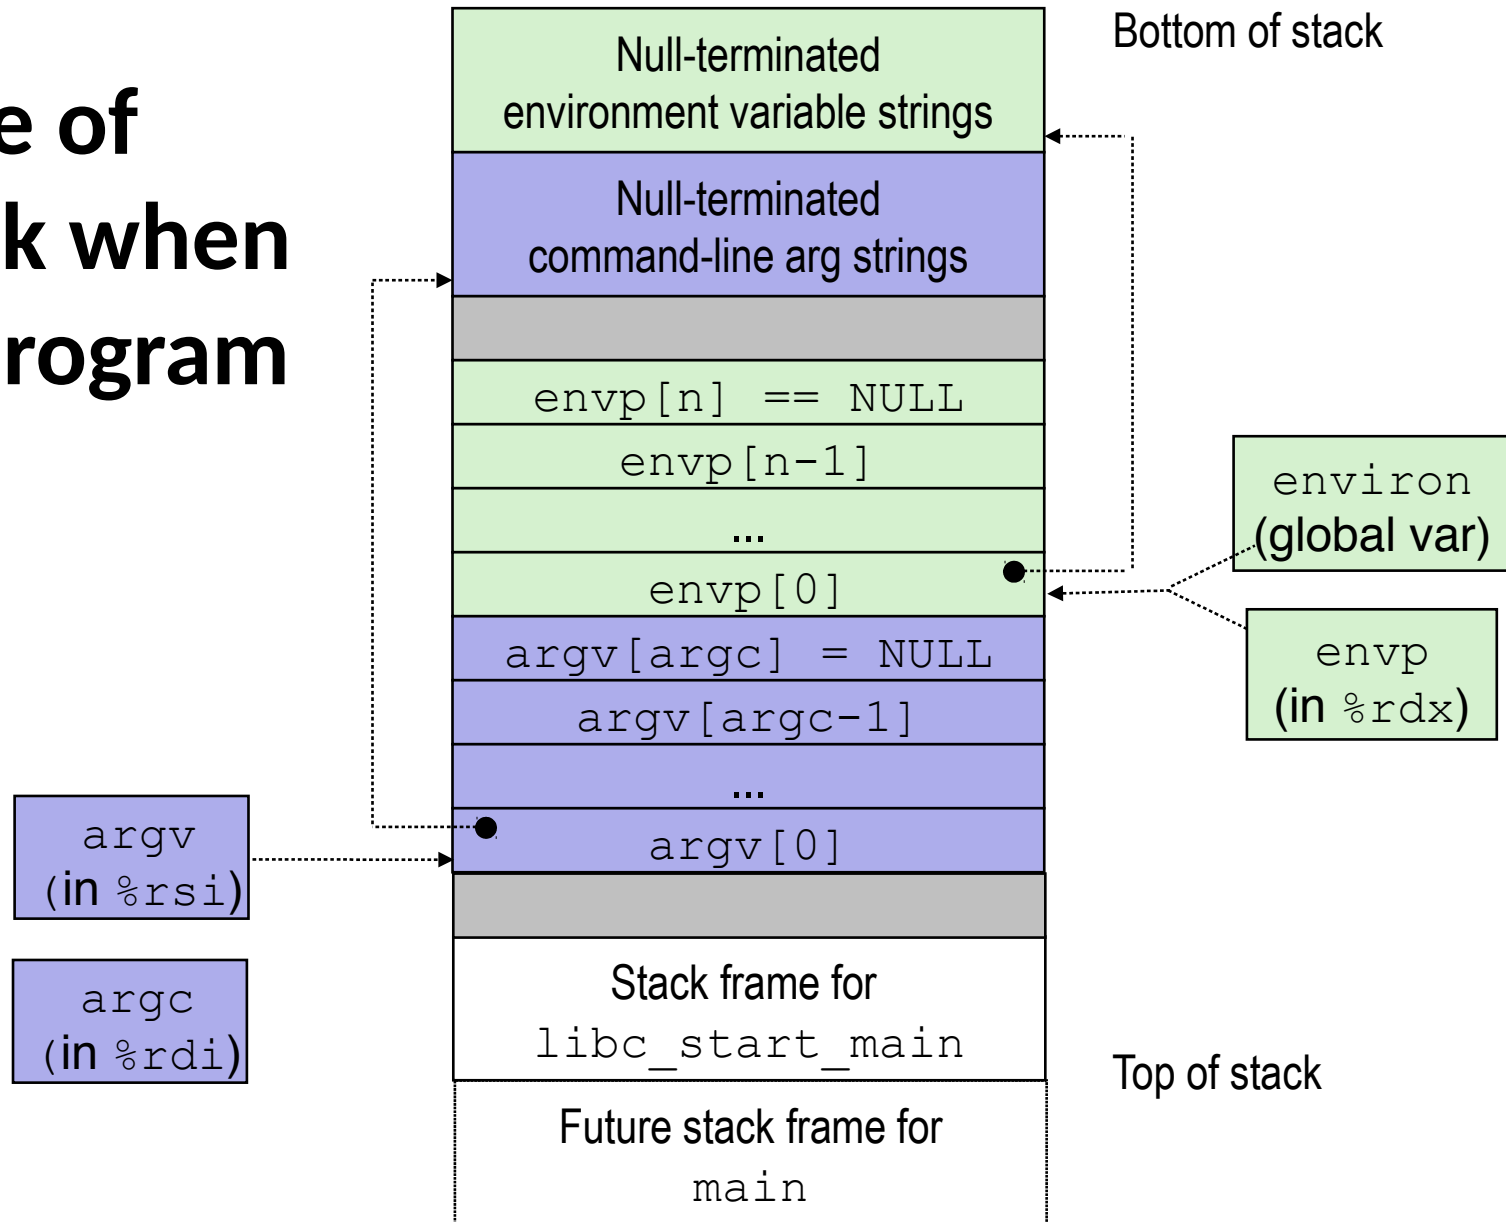 e of
k when
rogram
Bottom of stack
Null-terminated
environment variable strings
Null-terminated
command-line arg strings
envp[n] == NULL
envp[n-1]
...
envp[0]
argv[argc] = NULL
argv[argc-1]
...
argv[0]
environ
(global var)
envp
(in %rdx)
argv
(in %rsi)
argc
(in %rdi)
Stack frame for
libc_start_main
Top of stack
Future stack frame for
main